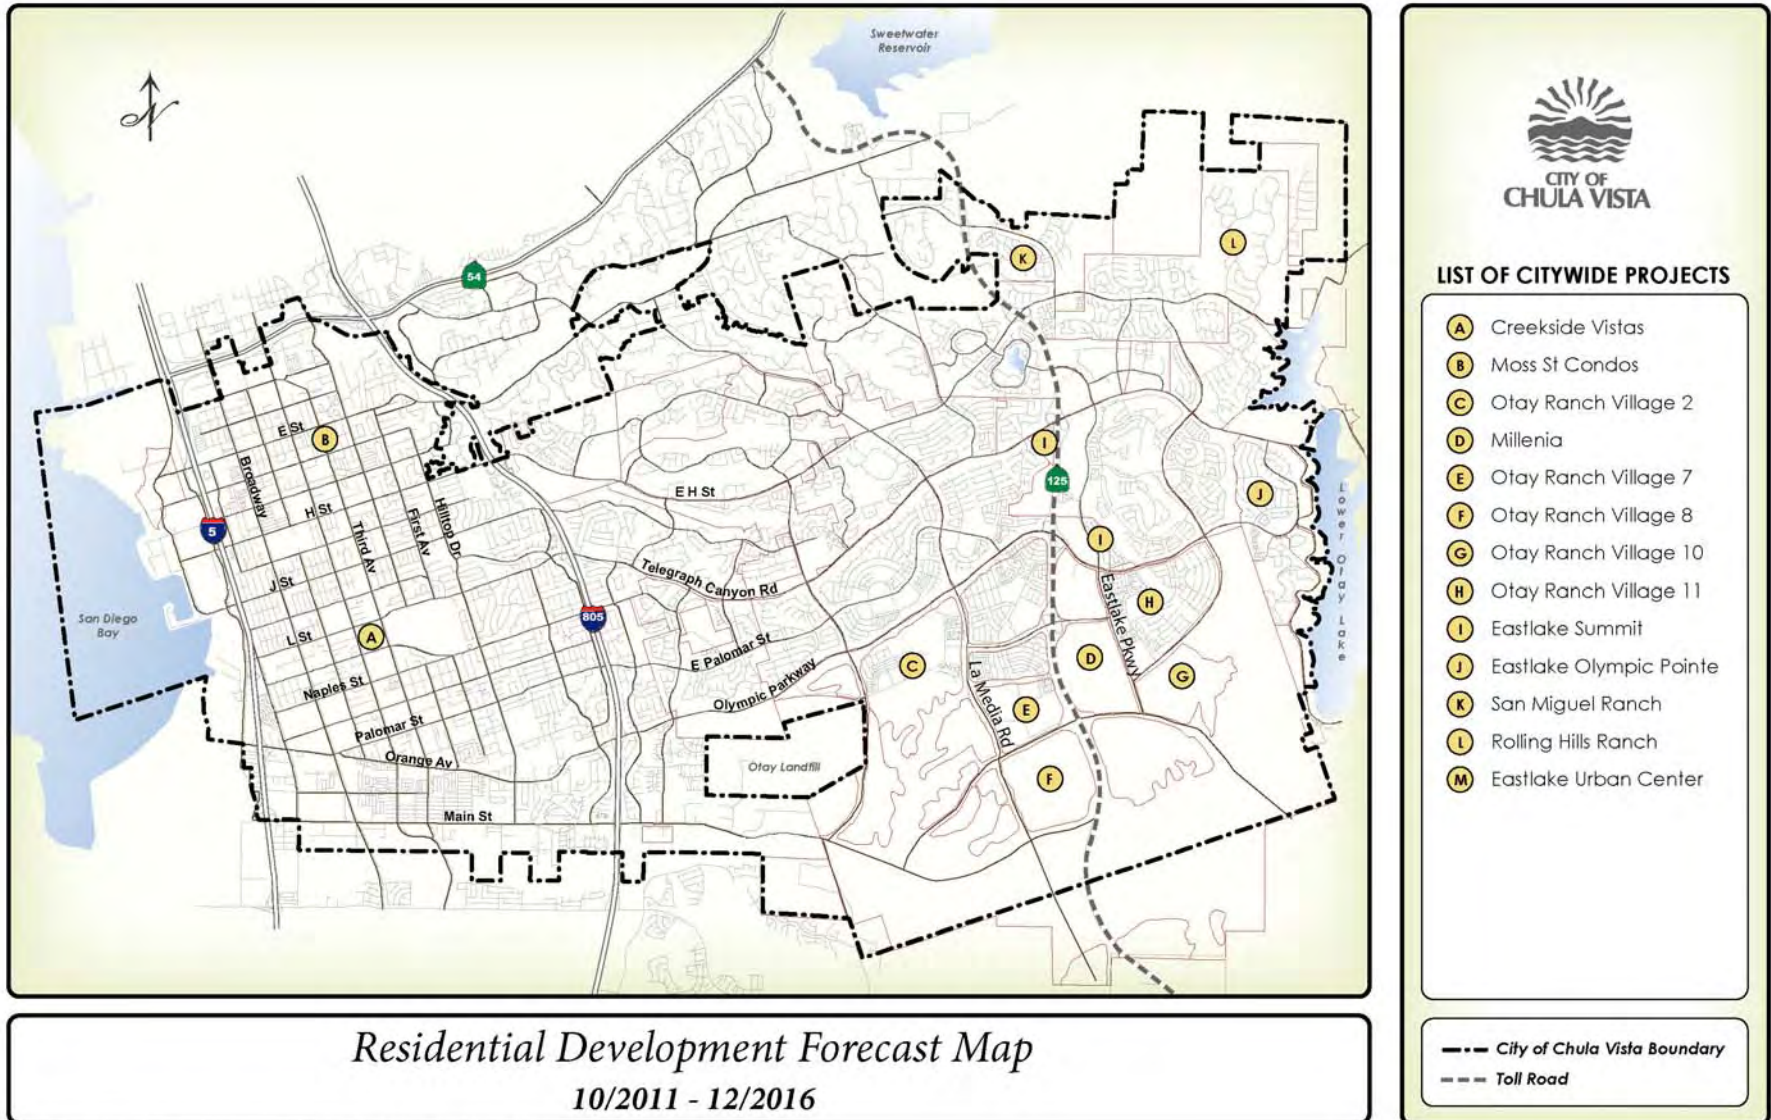 Sweetwater
Reservoir
N
54
K
L
E St
B
Broadway
H St
Third Av
First Av
Hilltop Dr
5
E H St
I
125
J
I
J St
Telegraph Canyon Rd
Eastlake Pkwy
H
San Diego
Bay
L St
A
805
E Palomar St
C
D
G
Naples St
Olympic Parkway
La Media Rd
E
Palomar St
Orange Av
Otay Landfill
F
Main St
Lower Otay Lake
CITY OF
CHULA VISTA
LIST OF CITYWIDE PROJECTS
A Creekside Vistas
B Moss St Condos
C Otay Ranch Village 2
D Millenia
E Otay Ranch Village 7
F Otay Ranch Village 8
G Otay Ranch Village 10
H Otay Ranch Village 11
I Eastlake Summit
J Eastlake Olympic Pointe
K San Miguel Ranch
L Rolling Hills Ranch
M Eastlake Urban Center
City of Chula Vista Boundary
Toll Road
Residential Development Forecast Map
10/2011 - 12/2016